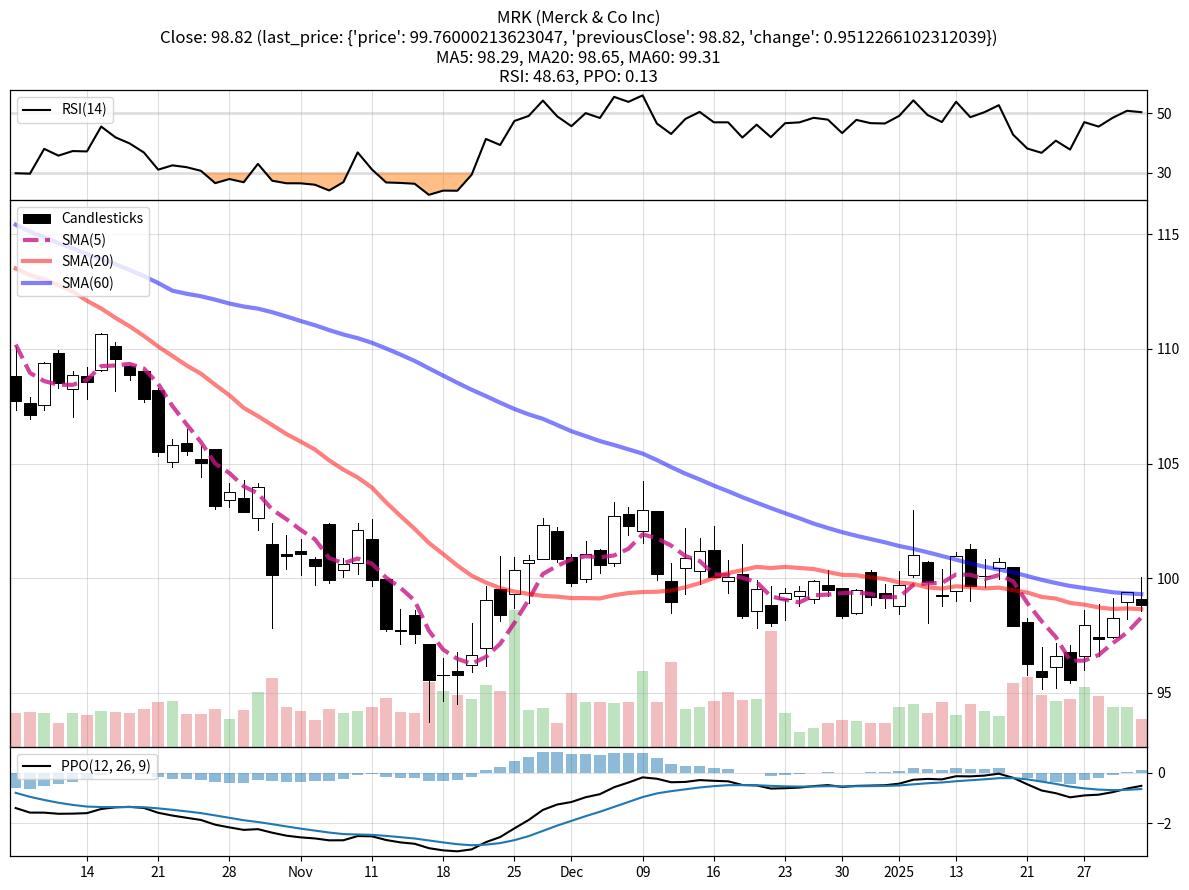 MRK (Merck & Co Inc)
Close: 98.82 (last_price: {'price': 99.76000213623047, 'previousClose': 98.82, 'change': 0.9512266102312039})
MA5: 98.29, MA20: 98.65, MA60: 99.31
RSI: 48.63, PPO: 0.13
RSI(14)
50
30
Candlesticks
SMA(5)
SMA(20)
SMA(60)
115
110
105
100
95
PPO(12, 26, 9)
0
−2
14 21 28 Nov 11 18 25 Dec 09 16 23 30 2025 13 21 27